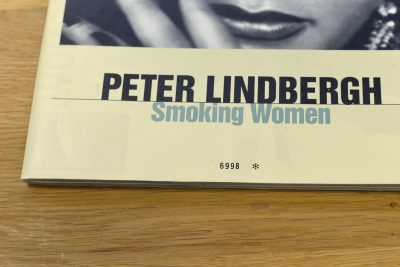 PETER LINDBERGH
Smoking Women
6998 *